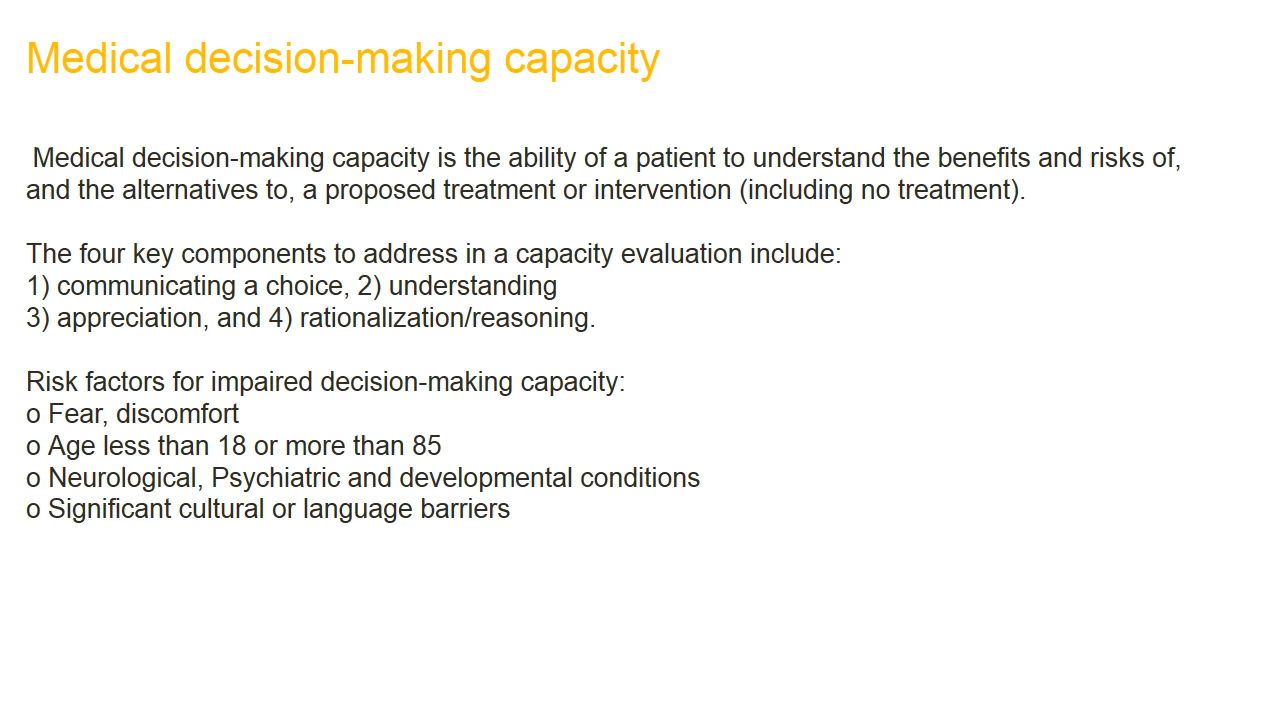 Medical decision-making capacity
Medical decision-making capacity is the ability of a patient to understand the benefits and risks of,
and the alternatives to, a proposed treatment or intervention (including no treatment).
The four key components to address in a capacity evaluation include:
1) communicating a choice, 2) understanding
3) appreciation, and 4) rationalization/reasoning.
Risk factors for impaired decision-making capacity:
o Fear, discomfort
o Age less than 18 or more than 85
o Neurological, Psychiatric and developmental conditions
o Significant cultural or language barriers